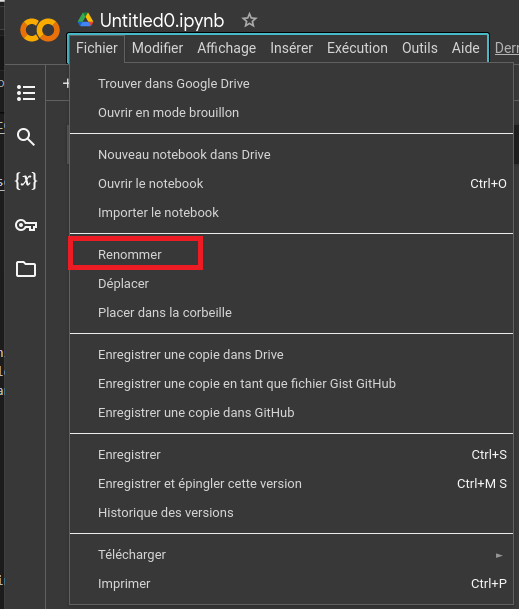 Untitled0.ipynb
Fichier Modifier Affichage Insérer Exécution Outils Aide Dern
Trouver dans Google Drive
Ouvrir en mode brouillon
Nouveau notebook dans Drive
Ouvrir le notebook Ctrl+O
Importer le notebook
Renommer
Déplacer
Placer dans la corbeille
Enregistrer une copie dans Drive
Enregistrer une copie en tant que fichier Gist GitHub
Enregistrer une copie dans GitHub
Enregistrer Ctrl+S
Enregistrer et épingler cette version Ctrl+M S
Historique des versions
Télécharger
Imprimer Ctrl+P